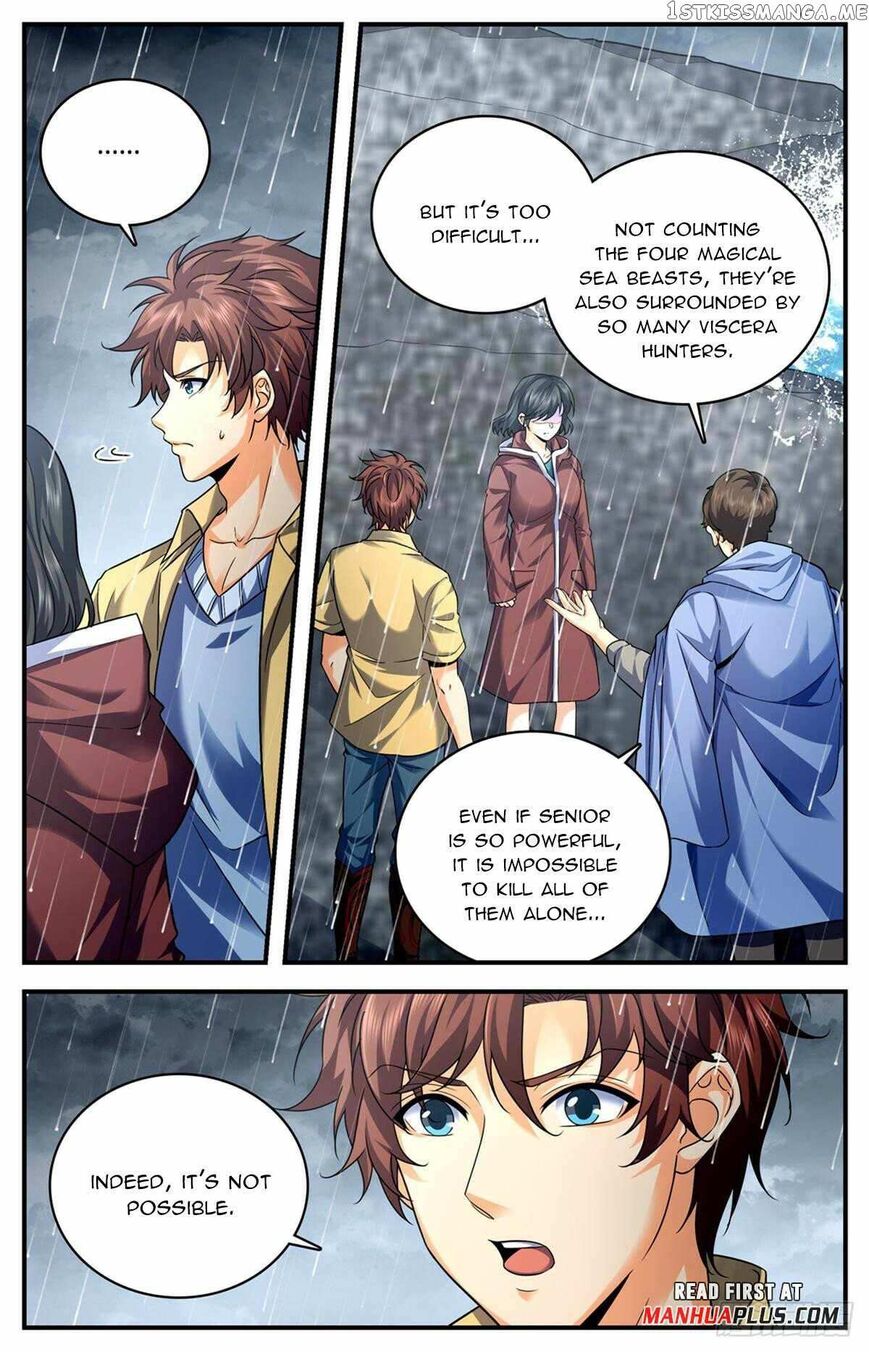 1STKISSMANGA.ME
......
BUT IT'S TOO
DIFFICULT...
NOT COUNTING
THE FOUR MAGICAL
SEA BEASTS, THEY'RE
ALSO SURROUNDED BY
SO MANY VISCERA
HUNTERS.
EVEN IF SENIOR
IS SO POWERFUL,
IT IS IMPOSSIBLE
TO KILL ALL OF
THEM ALONE...
INDEED, IT'S NOT
POSSIBLE.
READ FIRST AT
MANHUAPLUS.COM